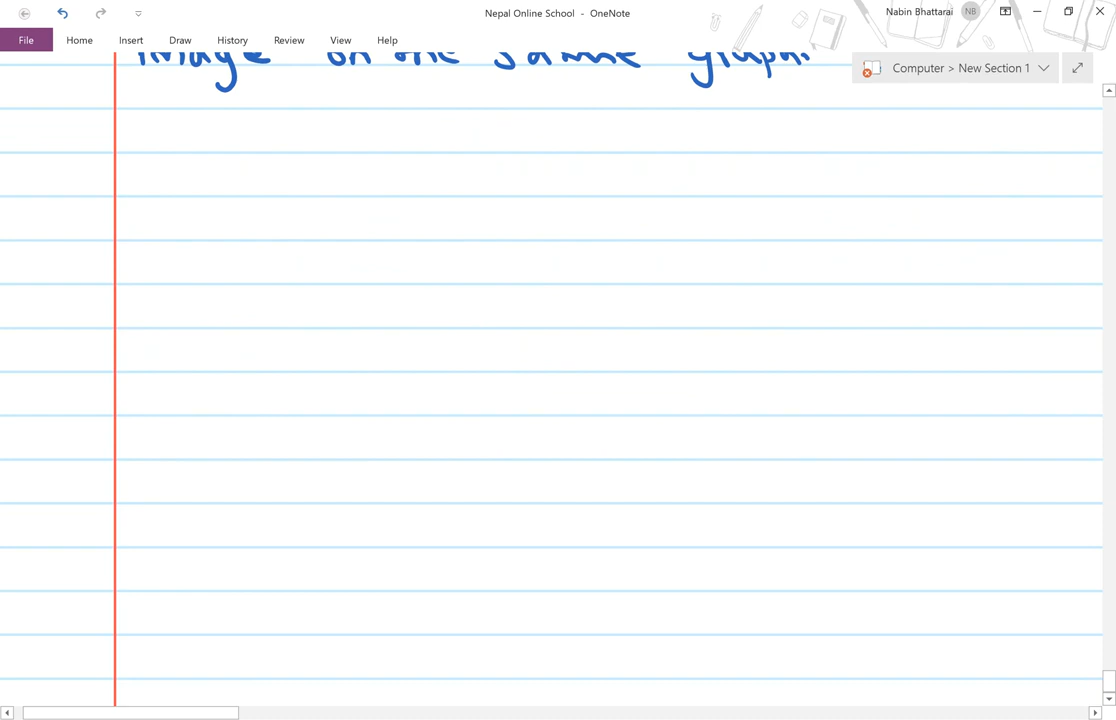 Nepal Online School - OneNote
Nabin Bhattarai NB
File Home Insert Draw History Review View Help
image on the same graph.
Computer > New Section 1